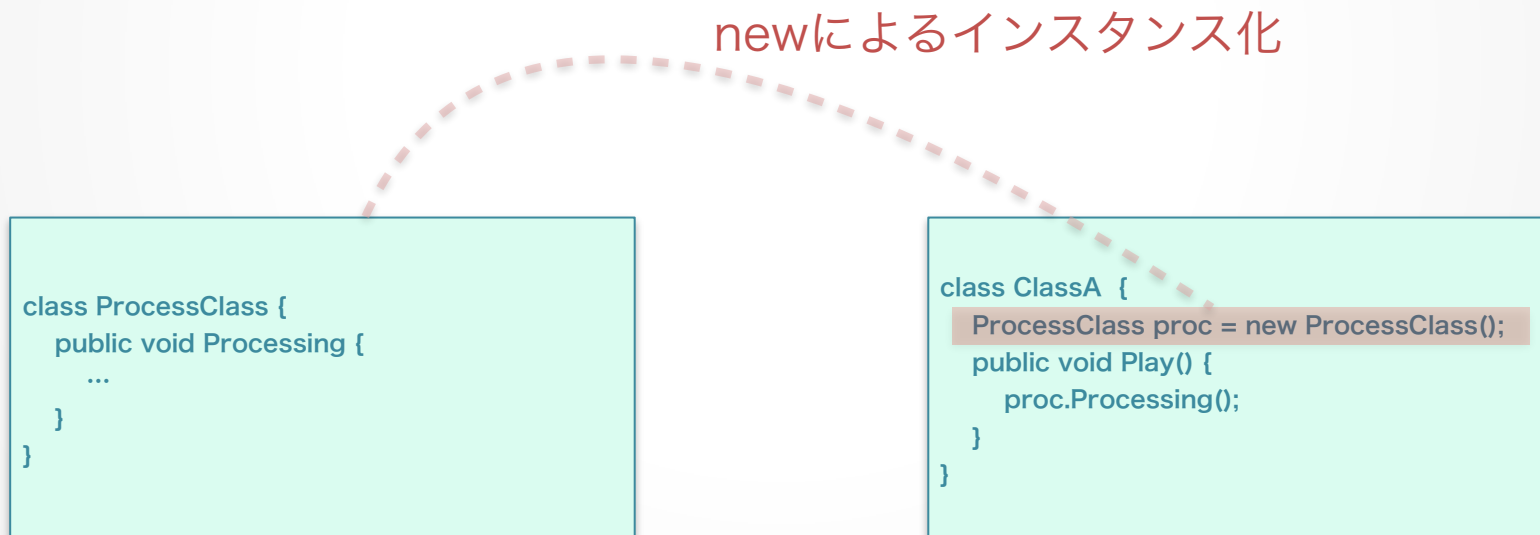 newによるインスタンス化
class ProcessClass {
public void Processing {
...
}
}
class ClassA {
ProcessClass proc = new ProcessClass();
public void Play() {
proc.Processing();
}
}